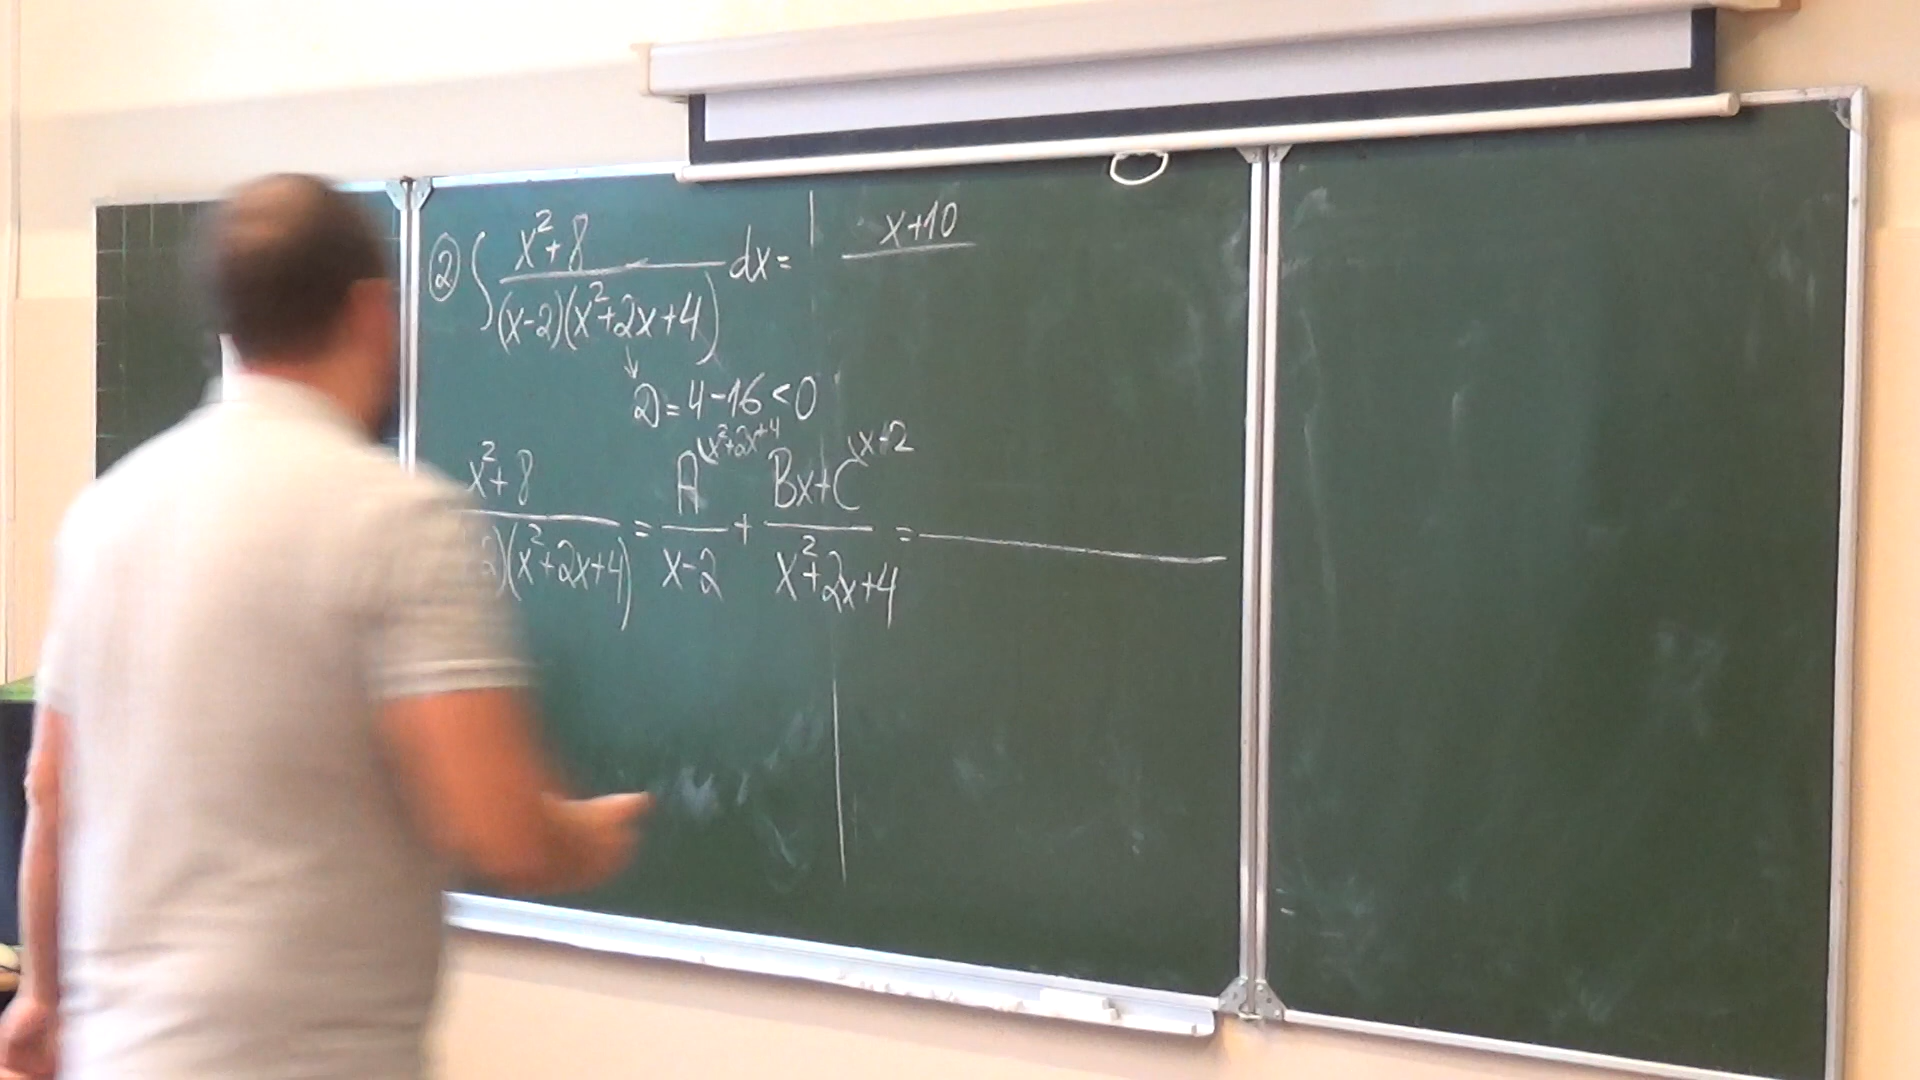 ② ∫ x²+8 / (x-2)(x²+2x+4) dx =
x+10
D = 4-16 < 0
x²+2x+4 x-2
x²+8 / 2)(x²+2x+4) = A / x-2 + Bx+C / x²+2x+4 =